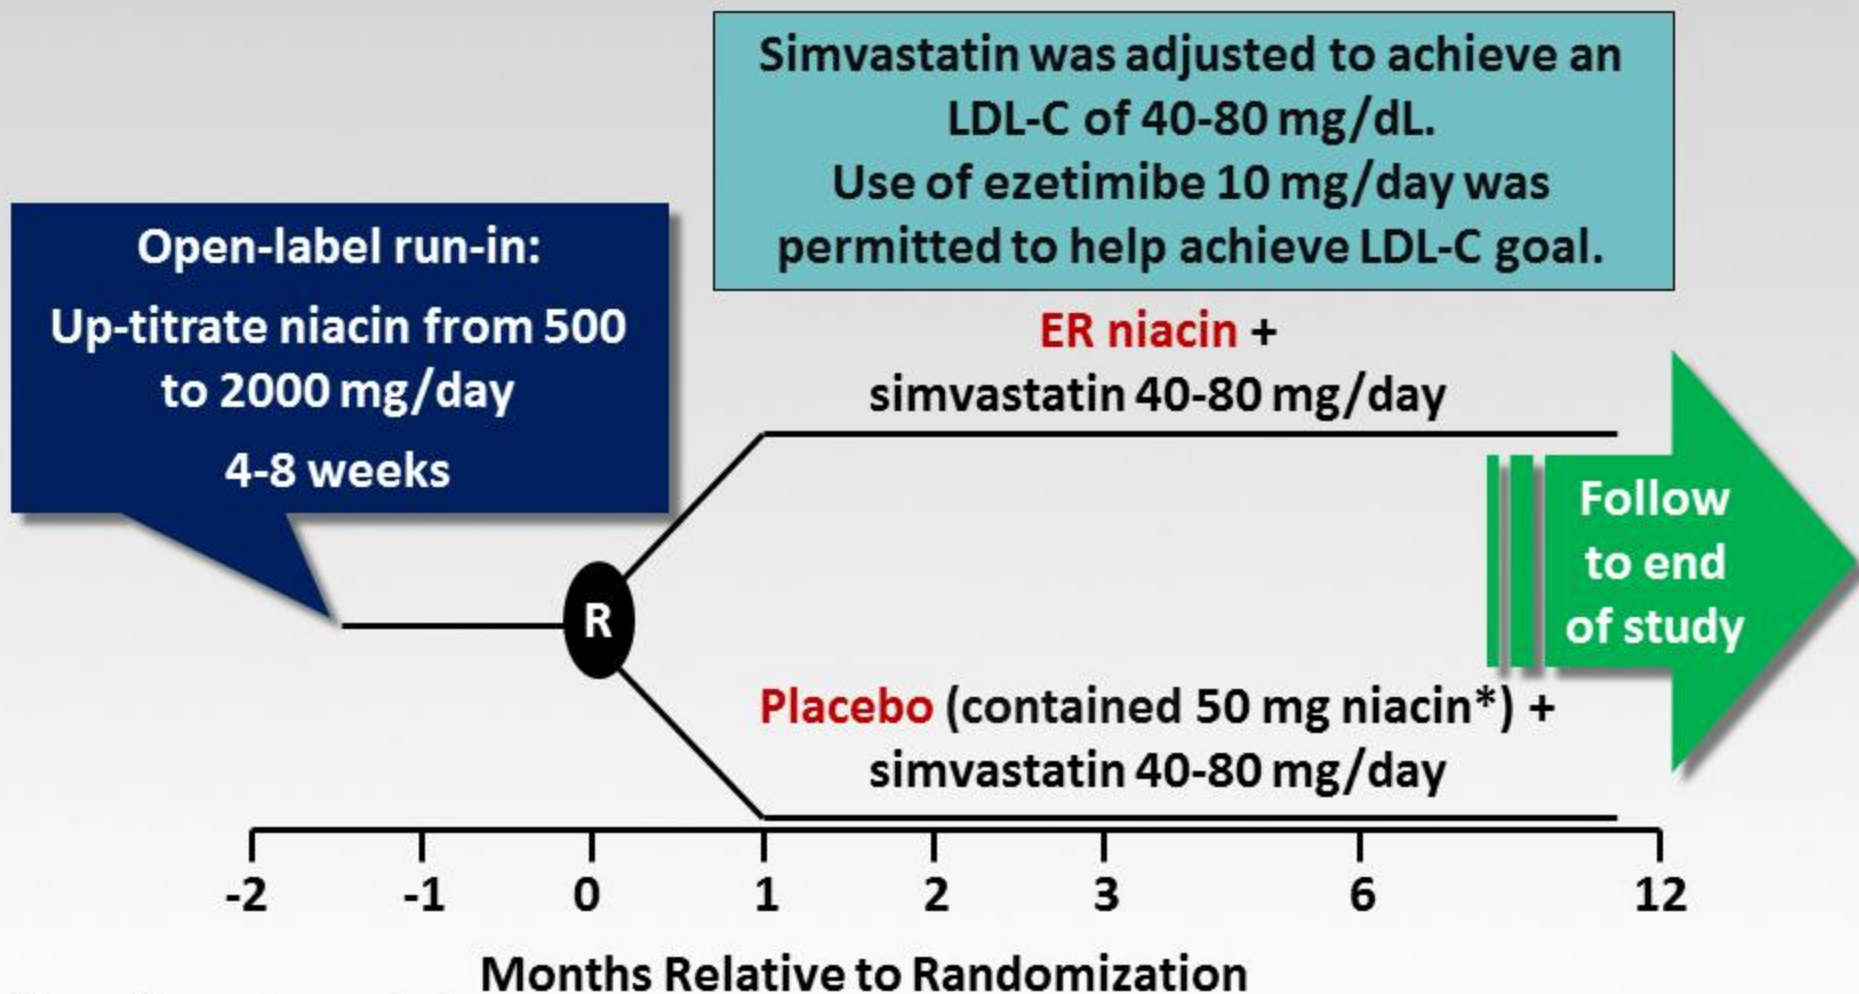 Simvastatin was adjusted to achieve an
LDL-C of 40-80 mg/dL.
Use of ezetimibe 10 mg/day was
permitted to help achieve LDL-C goal.
Open-label run-in:
Up-titrate niacin from 500
to 2000 mg/day
4-8 weeks
ER niacin +
simvastatin 40-80 mg/day
Follow
to end
of study
R
Placebo (contained 50 mg niacin*) +
simvastatin 40-80 mg/day
-2 -1 0 1 2 3 6 12
Months Relative to Randomization